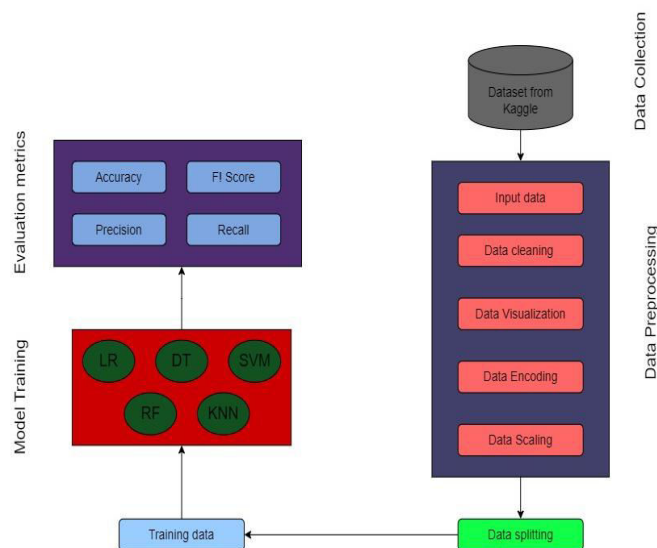 Data Collection
Dataset from
Kaggle
Evaluation metrics
Accuracy
FI Score
Precision
Recall
Data Preprocessing
Input data
Data cleaning
Data Visualization
Data Encoding
Data Scaling
Model Training
LR
DT
SVM
RF
KNN
Training data
Data splitting